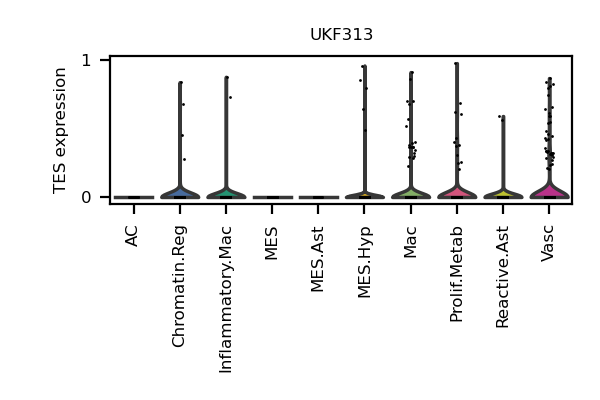 UKF313
TES expression
1
0
AC
Chromatin.Reg
Inflammatory.Mac
MES
MES.Ast
MES.Hyp
Mac
Prolif.Metab
Reactive.Ast
Vasc